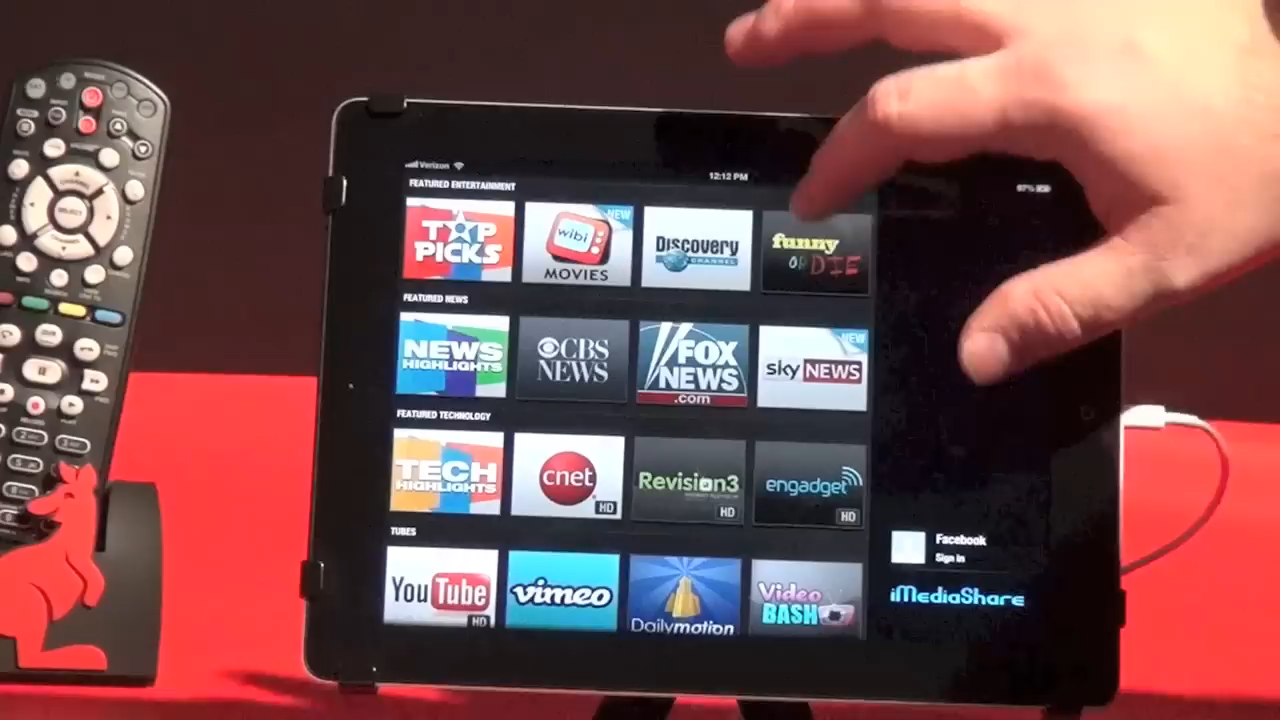 Verizon
12:12 PM
97%
FEATURED ENTERTAINMENT
TOP
PICKS
NEW
wibi
MOVIES
Discovery
CHANNEL
funny
OR DIE
FEATURED NEWS
NEWS
HIGHLIGHTS
CBS
NEWS
FOX
NEWS
.com
NEW
sky NEWS
FEATURED TECHNOLOGY
TECH
HIGHLIGHTS
cnet
HD
Revision3
HD
engadget
HD
TUBES
YouTube
HD
vimeo
Dailymotion
Video
BASH
Facebook
Sign in
iMediaShare
SELECT